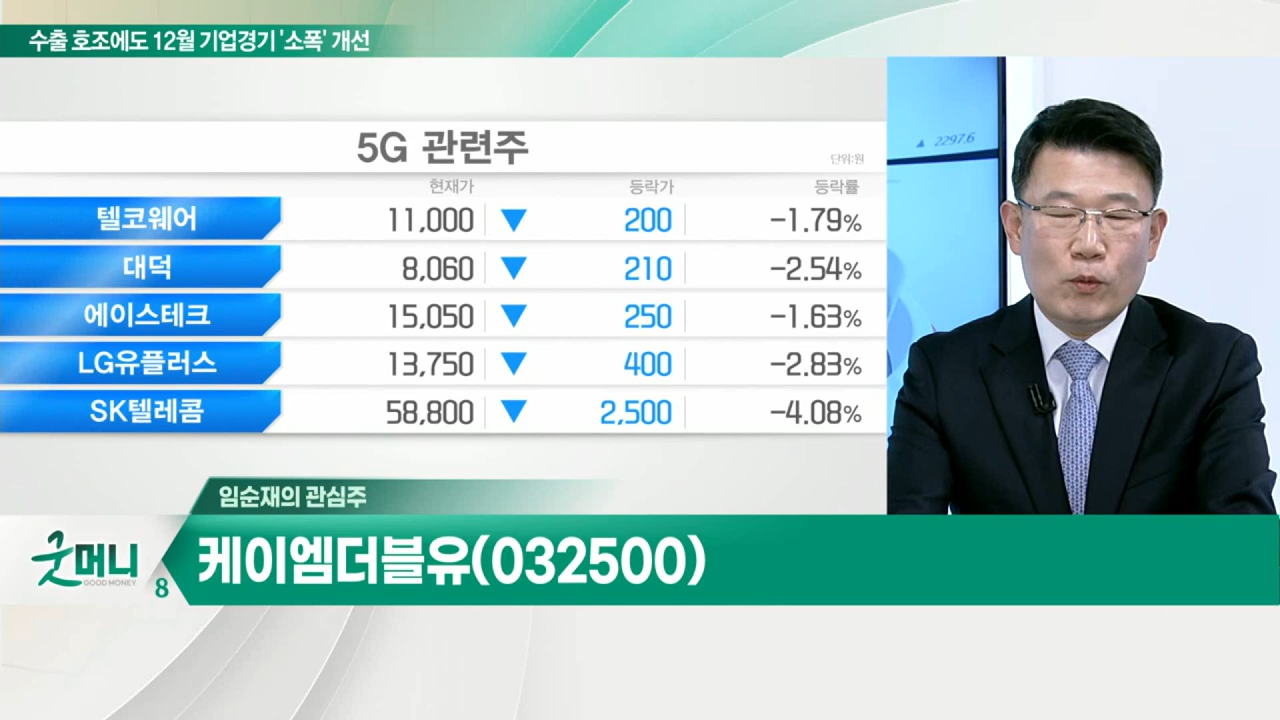 수출 호조에도 12월 기업경기 '소폭' 개선
▲ 2297.6
5G 관련주
단위:원
현재가 등락가 등락률
텔코웨어 11,000 ▼ 200 -1.79%
대덕 8,060 ▼ 210 -2.54%
에이스테크 15,050 ▼ 250 -1.63%
LG유플러스 13,750 ▼ 400 -2.83%
SK텔레콤 58,800 ▼ 2,500 -4.08%
임순재의 관심주
굿머니
GOOD MONEY
8
케이엠더블유(032500)